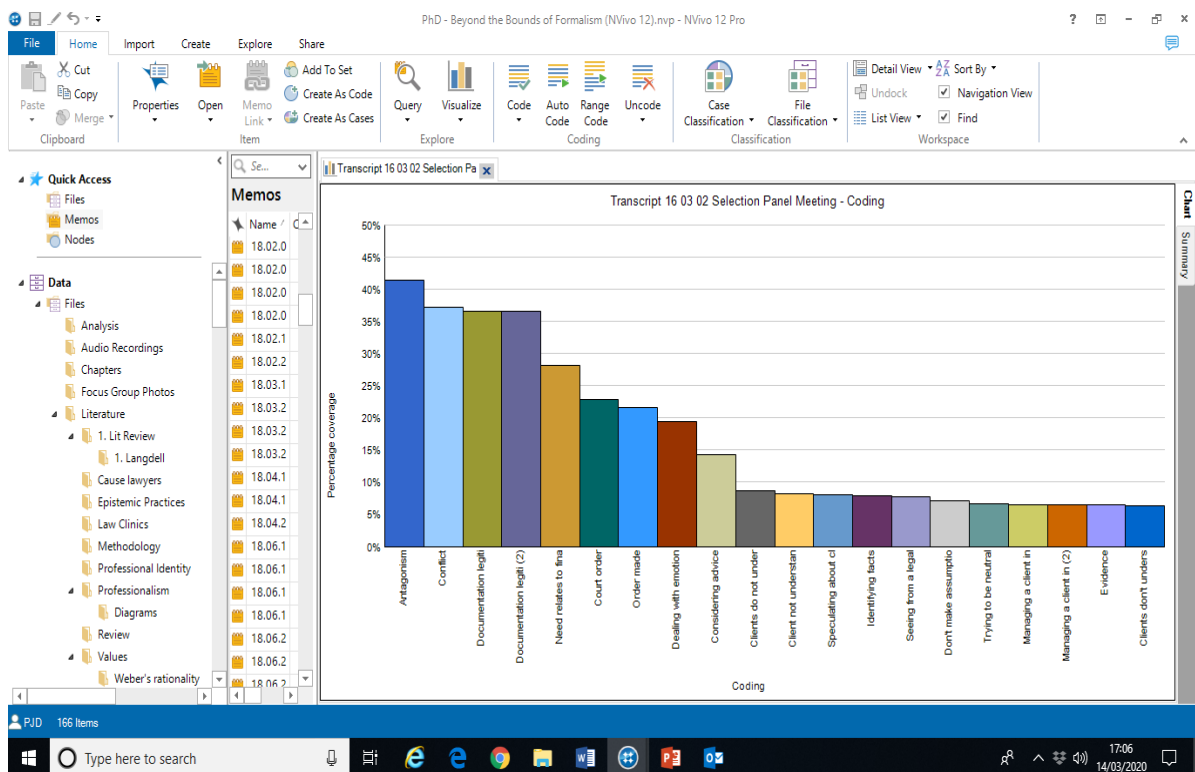 PhD - Beyond the Bounds of Formalism (NVivo 12).nvp - NVivo 12 Pro
File Home Import Create Explore Share
Paste
Cut
Copy
Merge
Clipboard
Properties
Open
Memo Link
Add To Set
Create As Code
Create As Cases
Item
Query
Visualize
Explore
Code
Auto Code
Range Code
Uncode
Coding
Case Classification
File Classification
Classification
Detail View
Sort By
Undock
Navigation View
List View
Find
Workspace
Quick Access
Files
Memos
Nodes
Data
Files
Analysis
Audio Recordings
Chapters
Focus Group Photos
Literature
1. Lit Review
1. Langdell
Cause lawyers
Epistemic Practices
Law Clinics
Methodology
Professional Identity
Professionalism
Diagrams
Review
Values
Weber's rationality
Se...
Memos
Name C
18.02.0
18.02.0
18.02.0
18.02.0
18.02.1
18.02.2
18.03.1
18.03.2
18.03.2
18.03.2
18.04.1
18.04.1
18.04.2
18.06.1
18.06.1
18.06.1
18.06.1
18.06.2
18.06.2
18.06.2
Transcript 16 03 02 Selection Pa
Transcript 16 03 02 Selection Panel Meeting - Coding
Percentage coverage
50%
45%
40%
35%
30%
25%
20%
15%
10%
5%
0%
Antagonism
Conflict
Documentation legiti
Documentation legiti (2)
Need relates to fina
Court order
Order made
Dealing with emotion
Considering advice
Clients do not under
Client not understan
Speculating about cl
Identifying facts
Seeing from a legal
Don't make assumptio
Trying to be neutral
Managing a client in
Managing a client in (2)
Evidence
Clients don't unders
Coding
Chart
Summary
PJD 166 Items
Type here to search
17:06
14/03/2020